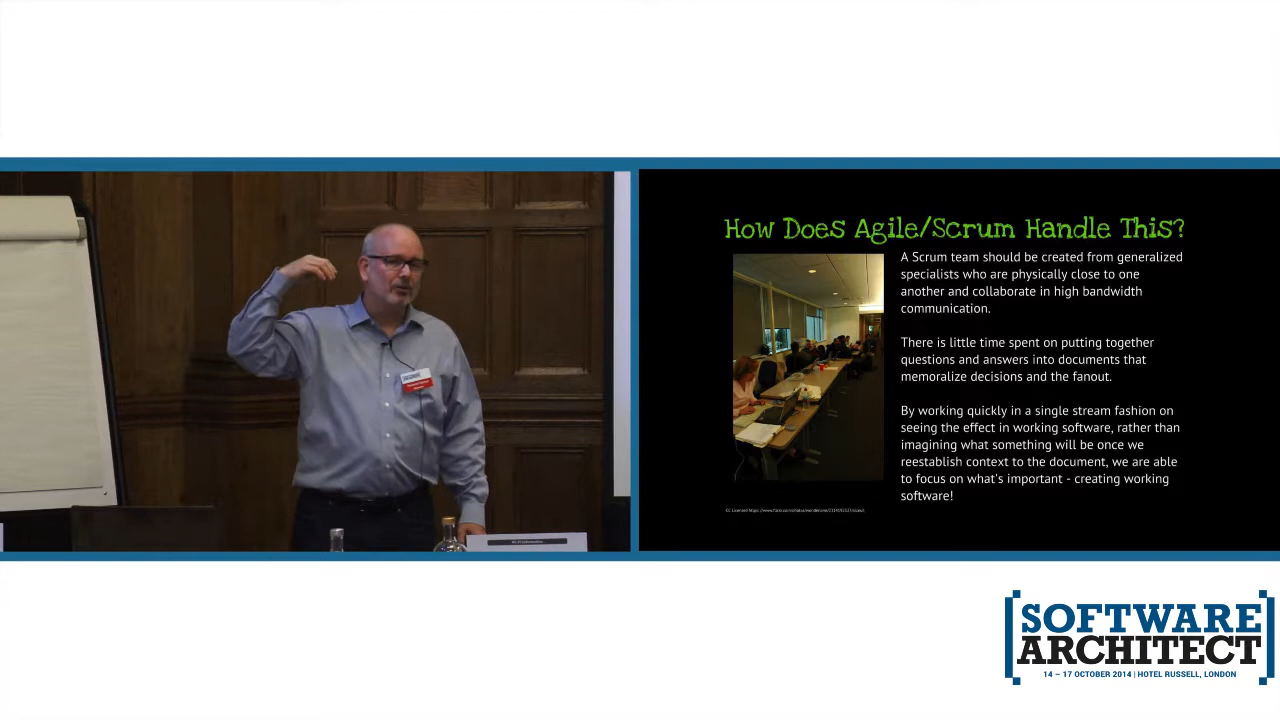 How Does Agile/Scrum Handle This?
A Scrum team should be created from generalized
specialists who are physically close to one
another and collaborate in high bandwidth
communication.
There is little time spent on putting together
questions and answers into documents that
memoralize decisions and the fanout.
By working quickly in a single stream fashion on
seeing the effect in working software, rather than
imagining what something will be once we
reestablish context to the document, we are able
to focus on what's important - creating working
software!
SOFTWARE
ARCHITECT
14 – 17 OCTOBER 2014 | HOTEL RUSSELL, LONDON